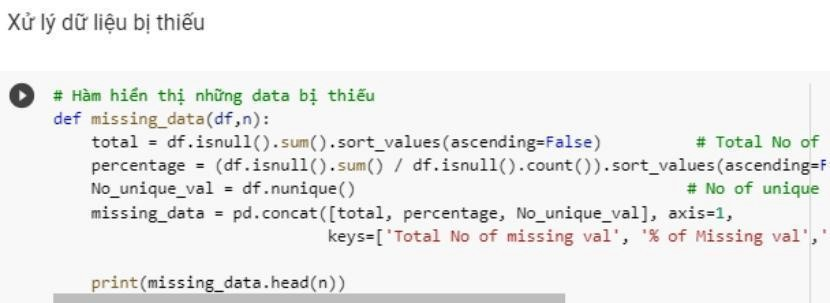 Xử lý dữ liệu bị thiếu
# Hàm hiển thị những data bị thiếu
def missing_data(df,n):
total = df.isnull().sum().sort_values(ascending=False) # Total No of
percentage = (df.isnull().sum() / df.isnull().count()).sort_values(ascending=F
No_unique_val = df.nunique() # No of unique
missing_data = pd.concat([total, percentage, No_unique_val], axis=1,
keys=['Total No of missing val', '% of Missing val','
print(missing_data.head(n))